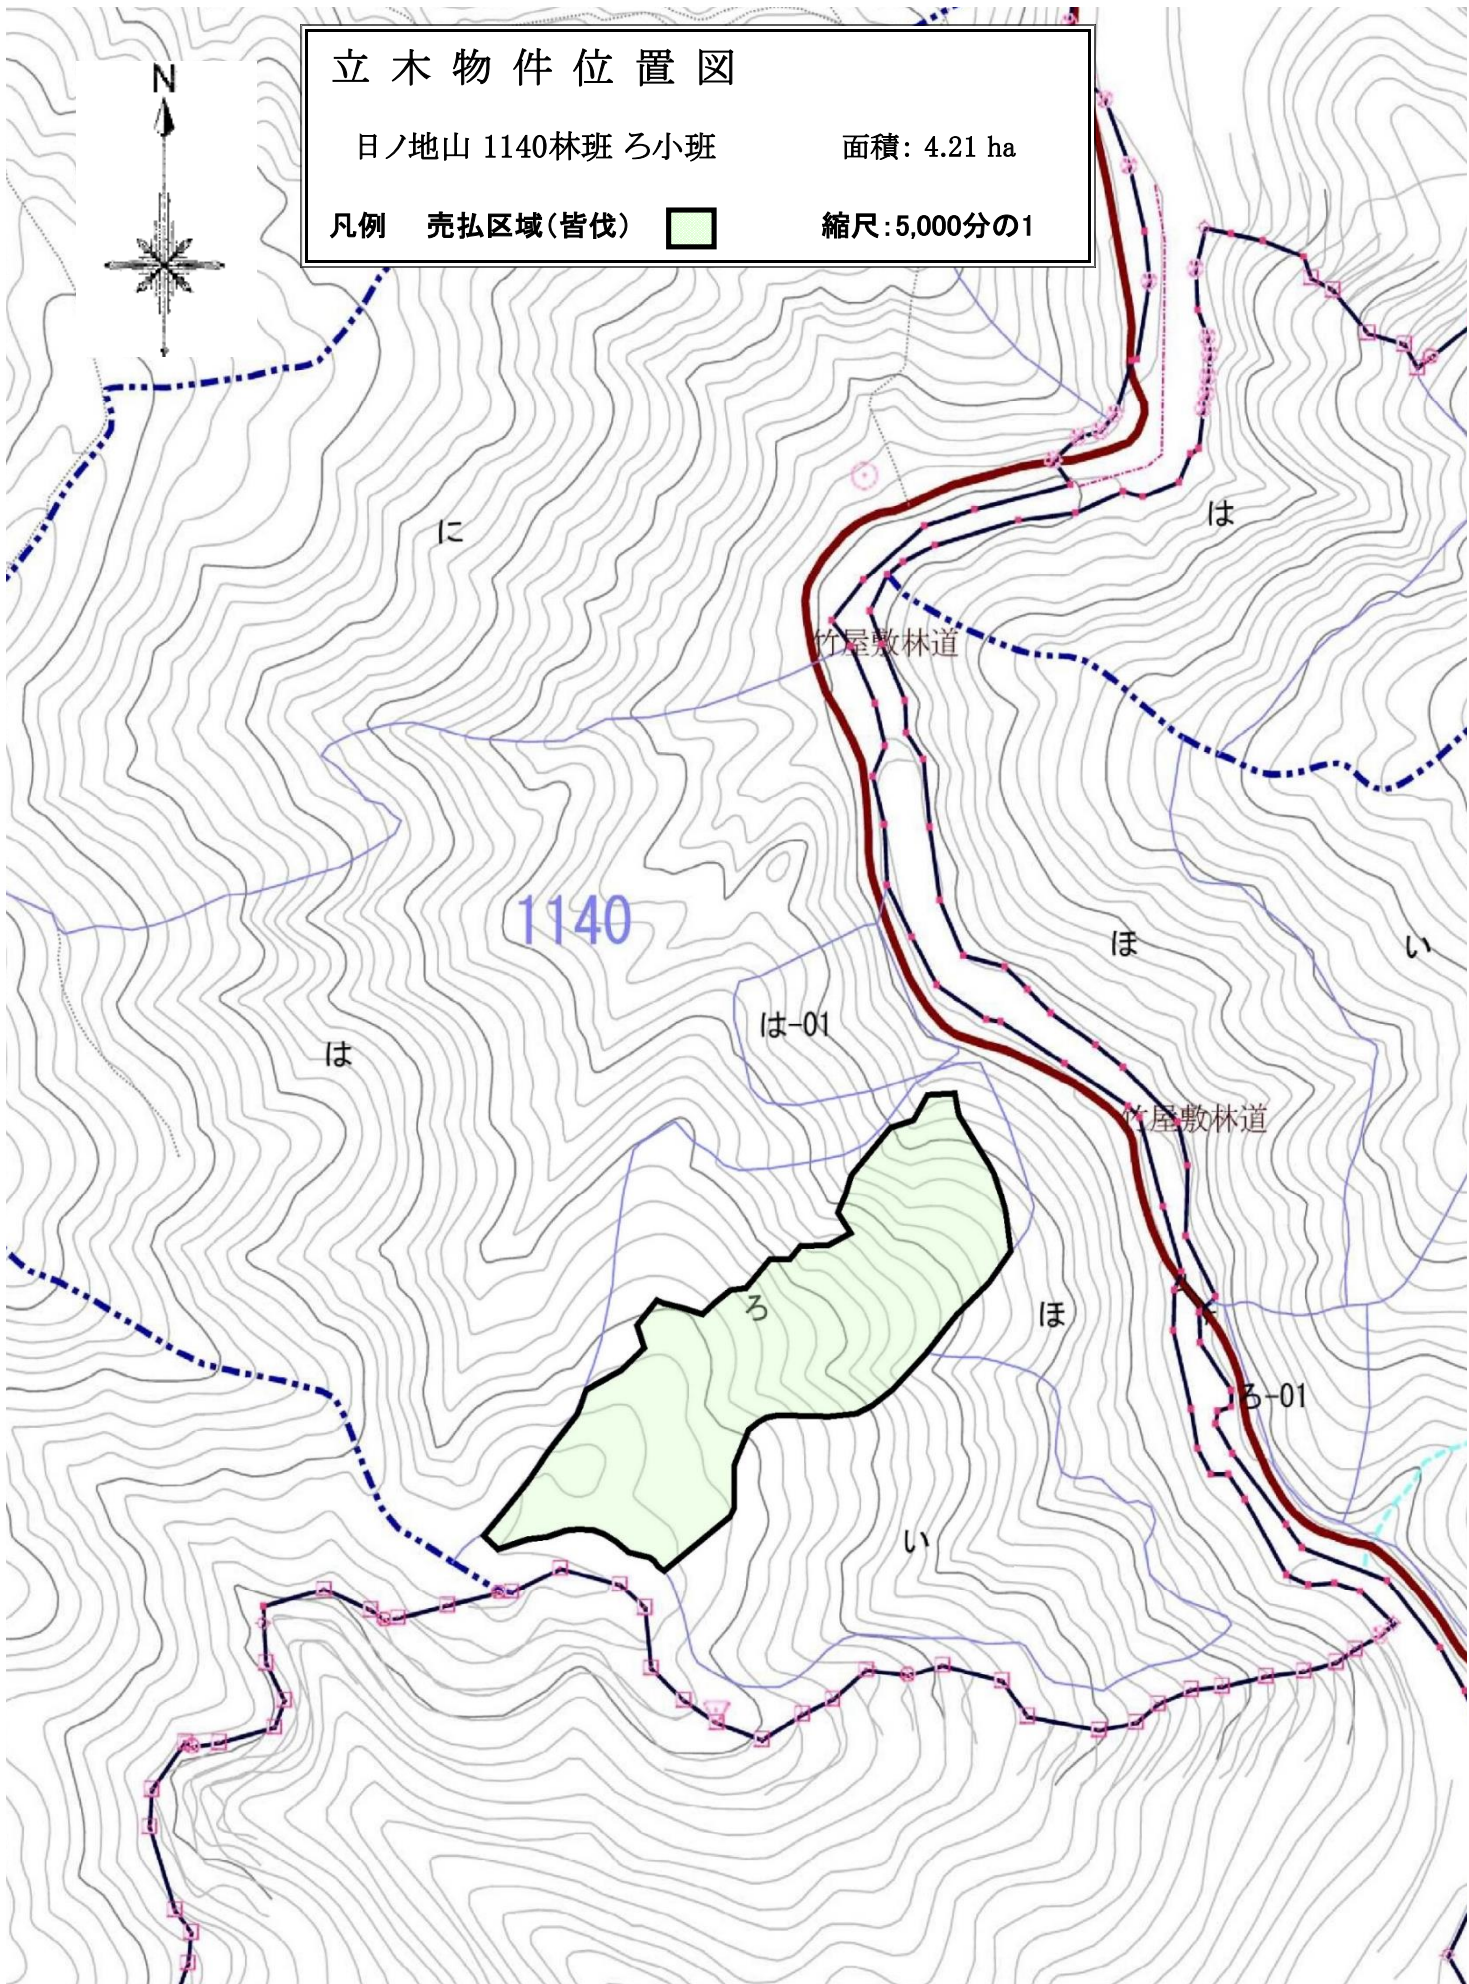 立木物件位置図
日ノ地山 1140林班 ろ小班 面積: 4.21 ha
凡例 売払区域(皆伐) 縮尺:5,000分の1
N
に
は
竹屋敷林道
1140
ほ
い
は-01
は
竹屋敷林道
ろ
ほ
ろ-01
い